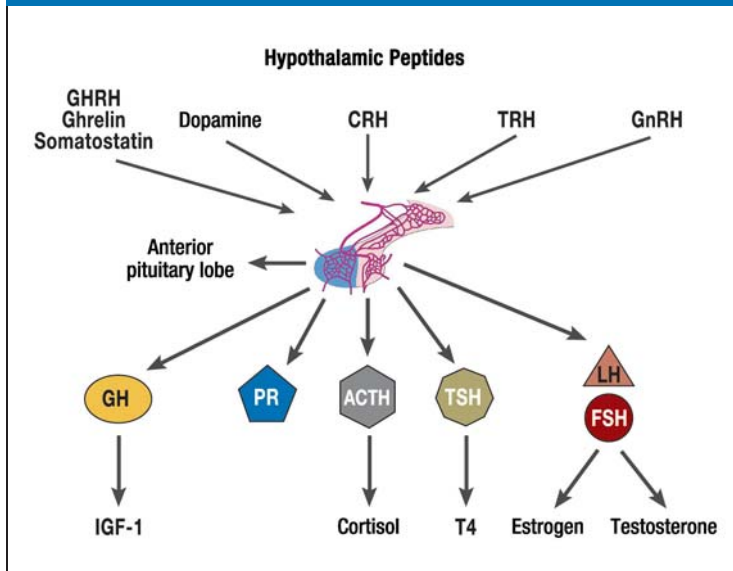 Hypothalamic Peptides
GHRH
Ghrelin
Somatostatin
Dopamine
CRH
TRH
GnRH
Anterior
pituitary lobe
GH
PR
ACTH
TSH
LH
FSH
IGF-1
Cortisol
T4
Estrogen
Testosterone